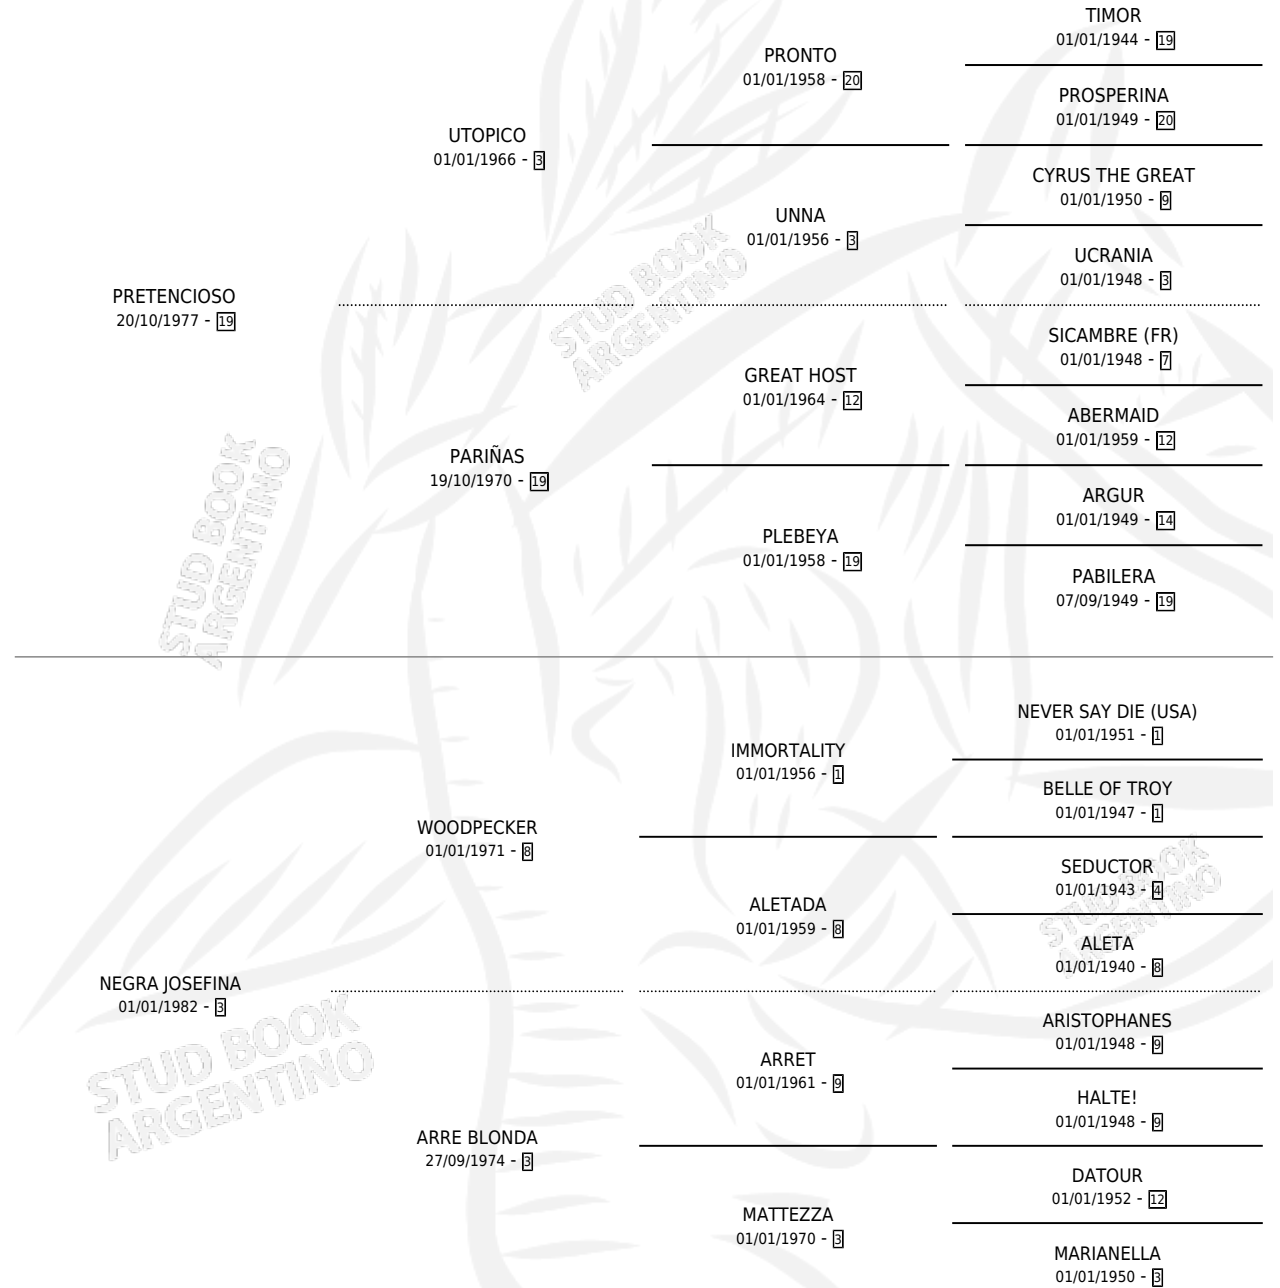 TIMOR
01/01/1944 - 19
PRONTO
01/01/1958 - 20
PROSPERINA
01/01/1949 - 20
UTOPICO
01/01/1966 - 3
CYRUS THE GREAT
01/01/1950 - 9
UNNA
01/01/1956 - 3
UCRANIA
01/01/1948 - 3
PRETENCIOSO
20/10/1977 - 19
SICAMBRE (FR)
01/01/1948 - 7
GREAT HOST
01/01/1964 - 12
ABERMAID
01/01/1959 - 12
PARIÑAS
19/10/1970 - 19
ARGUR
01/01/1949 - 14
PLEBEYA
01/01/1958 - 19
PABILERA
07/09/1949 - 19
STUD BOOK
ARGENTINO
STUD BOOK
ARGENTINO
NEVER SAY DIE (USA)
01/01/1951 - 1
IMMORTALITY
01/01/1956 - 1
BELLE OF TROY
01/01/1947 - 1
WOODPECKER
01/01/1971 - 8
SEDUCTOR
01/01/1943 - 4
ALETADA
01/01/1959 - 8
ALETA
01/01/1940 - 8
NEGRA JOSEFINA
01/01/1982 - 3
ARISTOPHANES
01/01/1948 - 9
ARRET
01/01/1961 - 9
HALTE!
01/01/1948 - 9
ARRE BLONDA
27/09/1974 - 3
DATOUR
01/01/1952 - 12
MATTEZZA
01/01/1970 - 3
MARIANELLA
01/01/1950 - 3
STUD BOOK
ARGENTINO
STUD BOOK
ARGENTINO